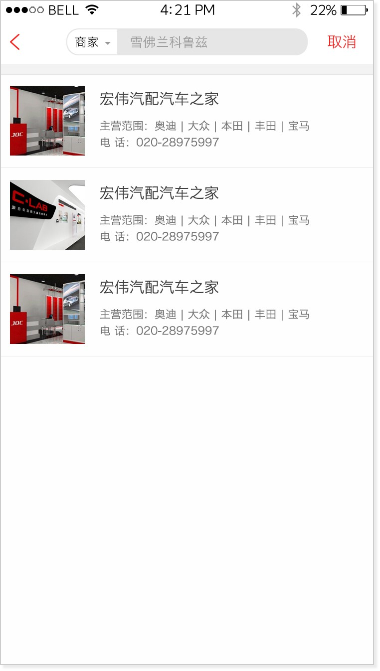 BELL 4:21 PM 22%
商家 雪佛兰科鲁兹 取消
宏伟汽配汽车之家
主营范围：奥迪 | 大众 | 本田 | 丰田 | 宝马
电 话：020-28975997
C·LAB
宏伟汽配汽车之家
主营范围：奥迪 | 大众 | 本田 | 丰田 | 宝马
电 话：020-28975997
宏伟汽配汽车之家
主营范围：奥迪 | 大众 | 本田 | 丰田 | 宝马
电 话：020-28975997